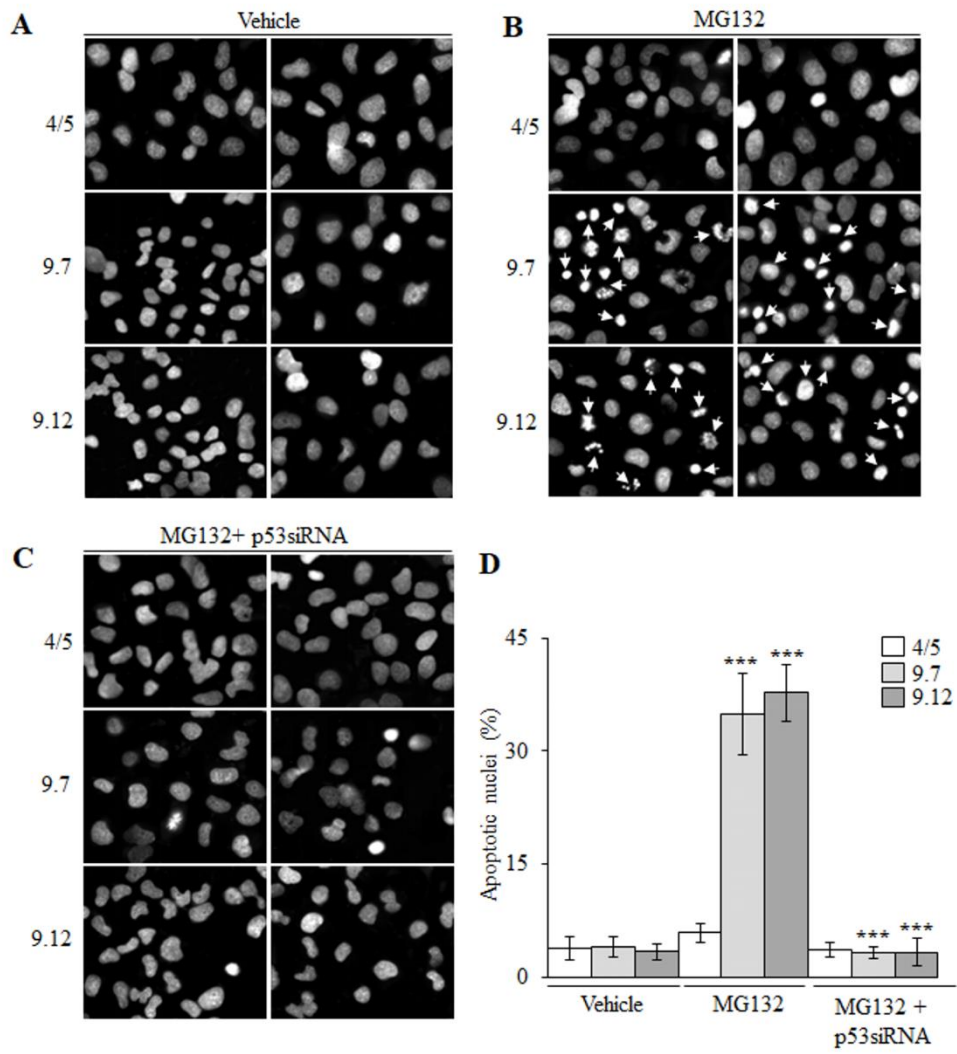 A
Vehicle
4/5
9.7
9.12
B
MG132
4/5
9.7
9.12
C
MG132+ p53siRNA
4/5
9.7
9.12
D
Apoptotic nuclei (%)
45
30
15
0
*** ***
*** ***
4/5
9.7
9.12
Vehicle
MG132
MG132 +
p53siRNA